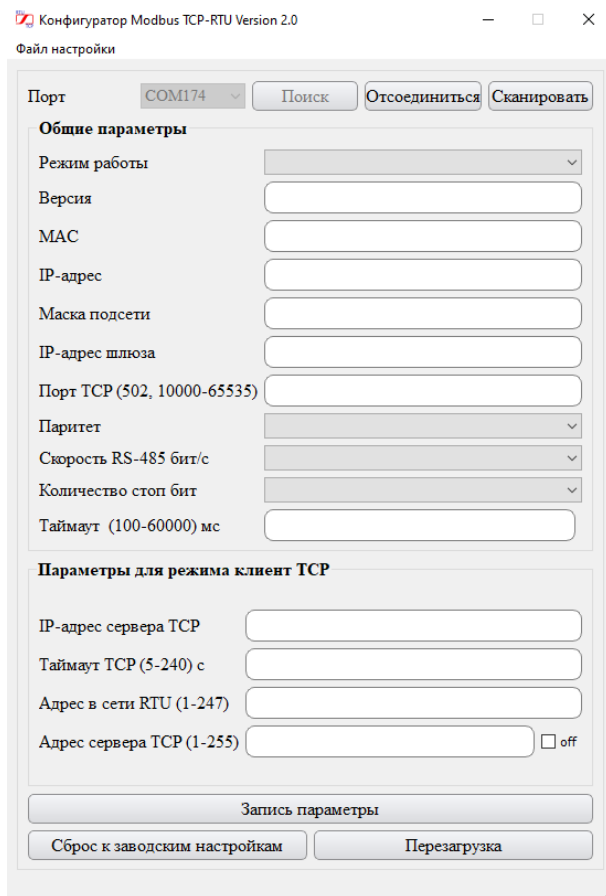 Конфигуратор Modbus TCP-RTU Version 2.0
Файл настройки
Порт COM174 Поиск Отсоединиться Сканировать
Общие параметры
Режим работы
Версия
MAC
IP-адрес
Маска подсети
IP-адрес шлюза
Порт TCP (502, 10000-65535)
Паритет
Скорость RS-485 бит/с
Количество стоп бит
Таймаут (100-60000) мс
Параметры для режима клиент TCP
IP-адрес сервера TCP
Таймаут TCP (5-240) с
Адрес в сети RTU (1-247)
Адрес сервера TCP (1-255) off
Запись параметры
Сброс к заводским настройкам Перезагрузка